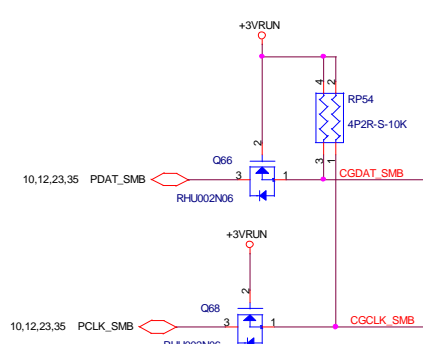 +3VRUN
4 2
RP54
4P2R-S-10K
2
3 1
Q66
10,12,23,35 PDAT_SMB 3 1 CGDAT_SMB
RHU002N06
+3VRUN
2
Q68
10,12,23,35 PCLK_SMB 3 1 CGCLK_SMB
RHU002N06